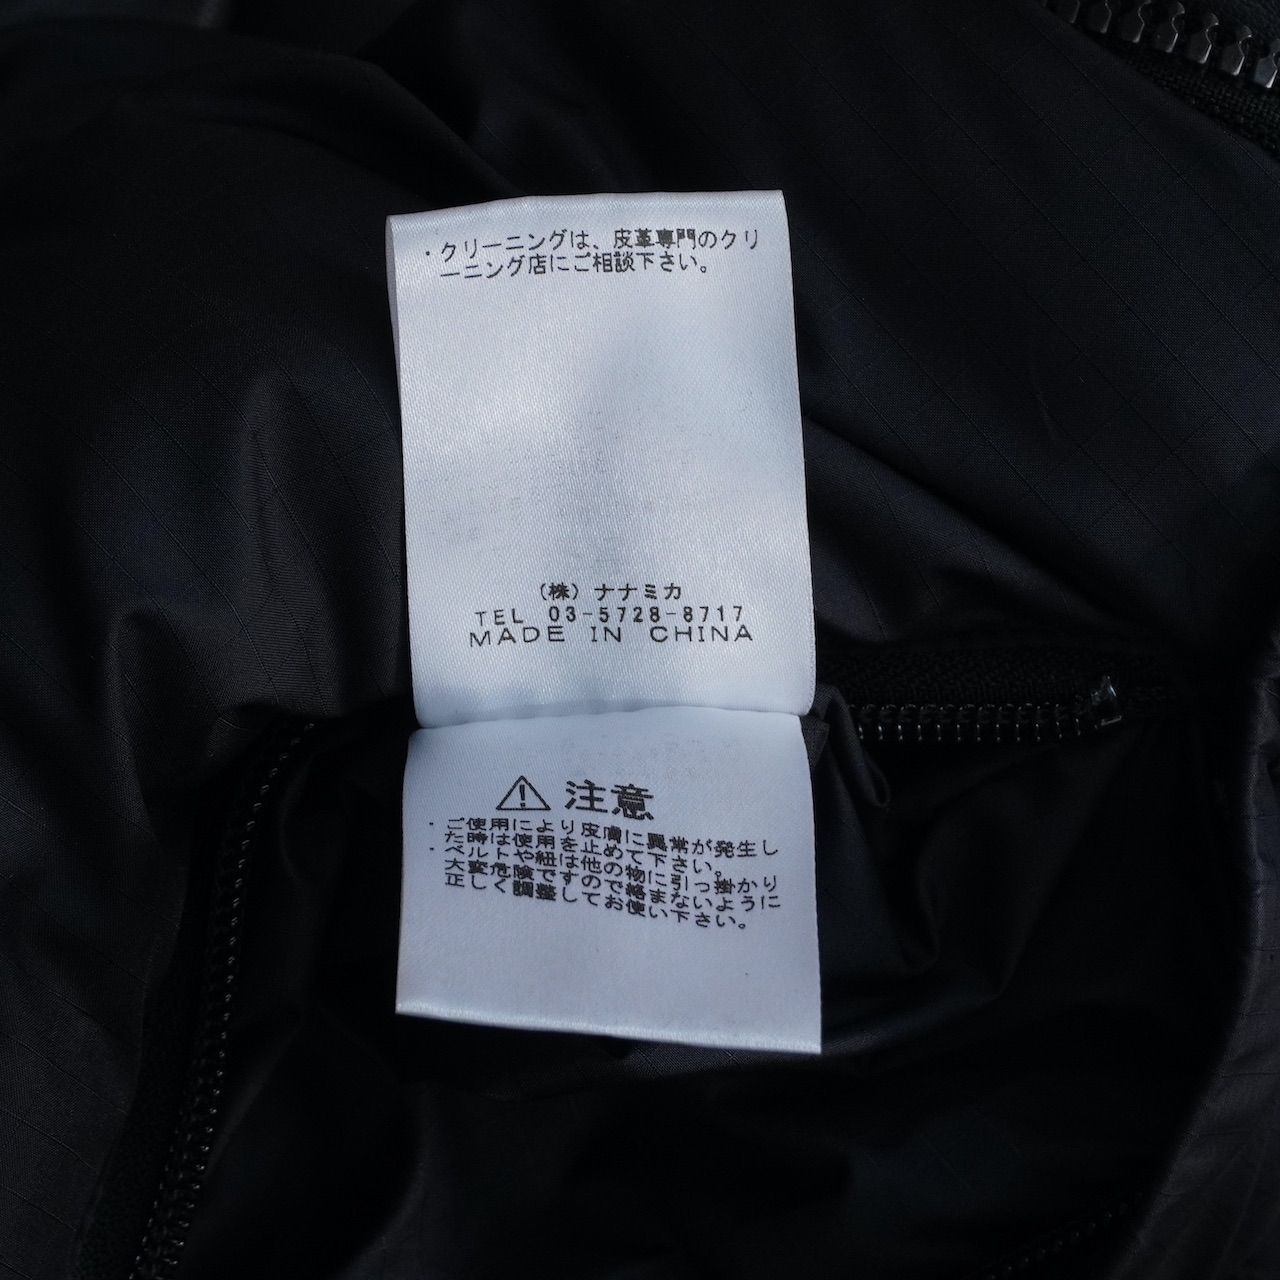 ・クリーニングは、皮革専門のクリ
ーニング店にご相談下さい。
(株) ナナミカ
TEL 03-5728-8717
MADE IN CHINA
注意
・ご使用により皮膚に異常が発生し
た時は使用を止めて下さい。
・ベルトや紐は他の物に引っ掛かり
大変危険ですので絡まないように
正しく調整してお使い下さい。